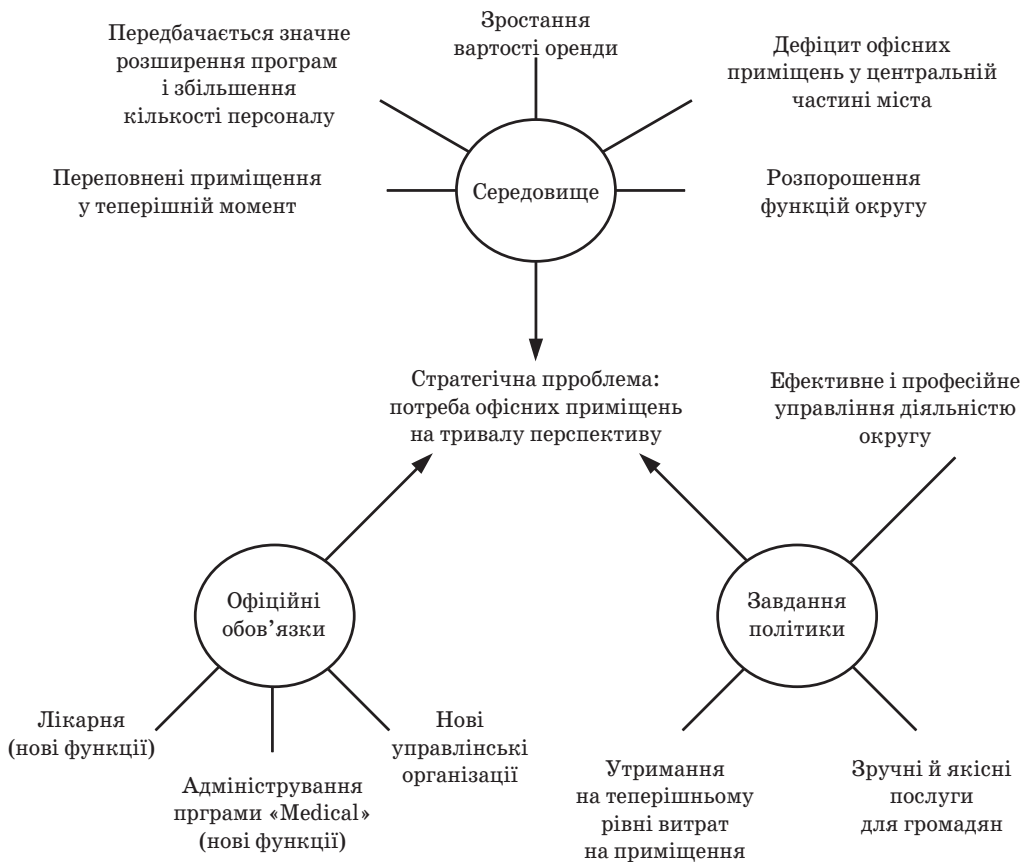 Передбачається значне
розширення програм
і збільшення
кількості персоналу
Зростання
вартості оренди
Дефіцит офісних
приміщень у центральній
частині міста
Переповнені приміщення
у теперішній момент
Середовище
Розпорошення
функцій округу
Стратегічна прроблема:
потреба офісних приміщень
на тривалу перспективу
Ефективне і професійне
управління діяльністю
округу
Офіційні
обов’язки
Завдання
політики
Лікарня
(нові функції)
Адміністрування
прграми «Medical»
(нові функції)
Нові
управлінські
організації
Утримання
на теперішньому
рівні витрат
на приміщення
Зручні й якісні
послуги
для громадян